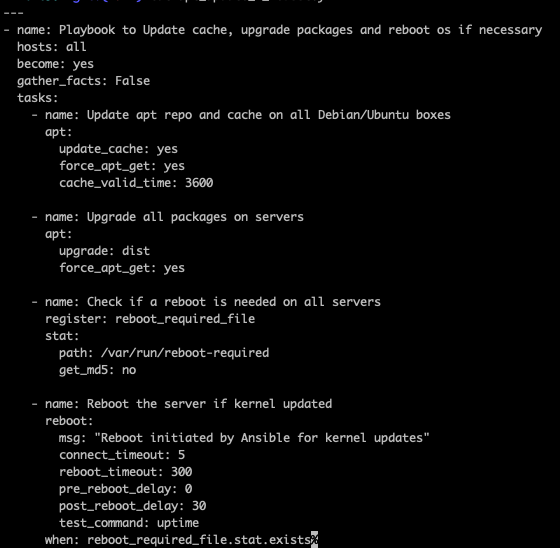 ---
- name: Playbook to Update cache, upgrade packages and reboot os if necessary
  hosts: all
  become: yes
  gather_facts: False
  tasks:
    - name: Update apt repo and cache on all Debian/Ubuntu boxes
      apt:
        update_cache: yes
        force_apt_get: yes
        cache_valid_time: 3600

    - name: Upgrade all packages on servers
      apt:
        upgrade: dist
        force_apt_get: yes

    - name: Check if a reboot is needed on all servers
      register: reboot_required_file
      stat:
        path: /var/run/reboot-required
        get_md5: no

    - name: Reboot the server if kernel updated
      reboot:
        msg: "Reboot initiated by Ansible for kernel updates"
        connect_timeout: 5
        reboot_timeout: 300
        pre_reboot_delay: 0
        post_reboot_delay: 30
        test_command: uptime
      when: reboot_required_file.stat.exists%